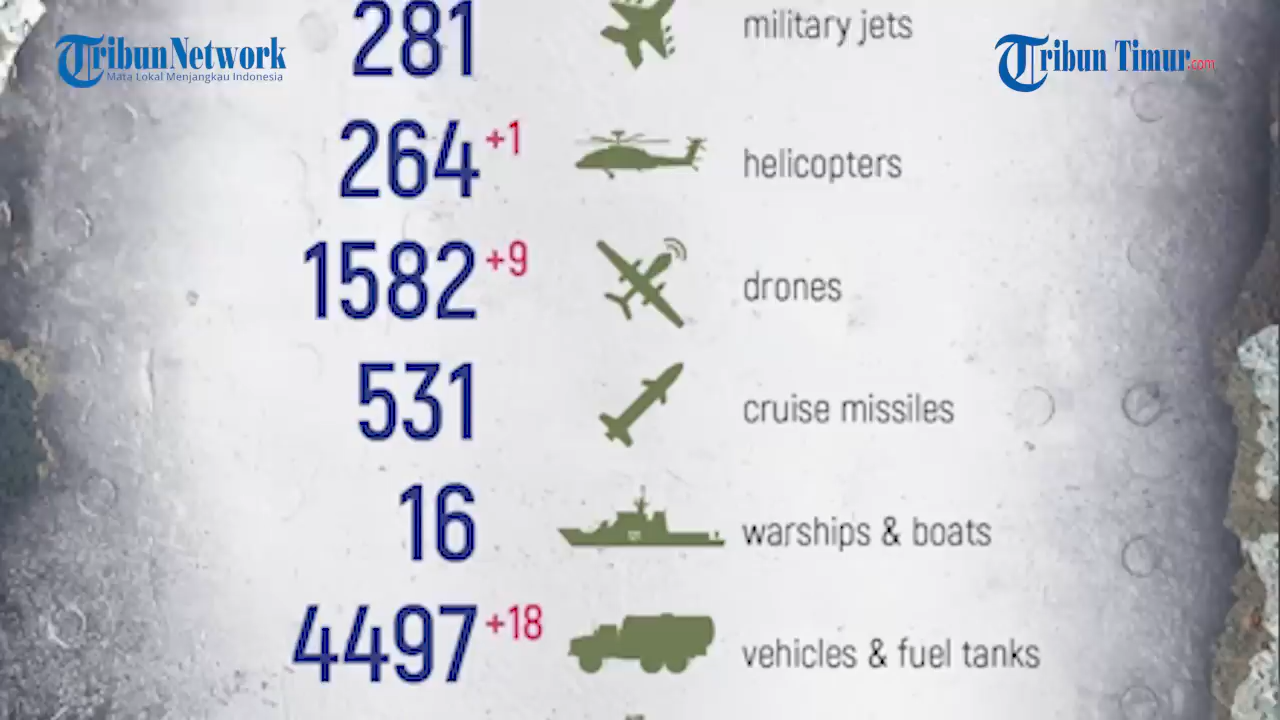 281 military jets
TribunNetwork
Mata Lokal Menjangkau Indonesia
Tribun Timur.com
264 +1 helicopters
1582 +9 drones
531 cruise missiles
16 warships & boats
4497 +18 vehicles & fuel tanks